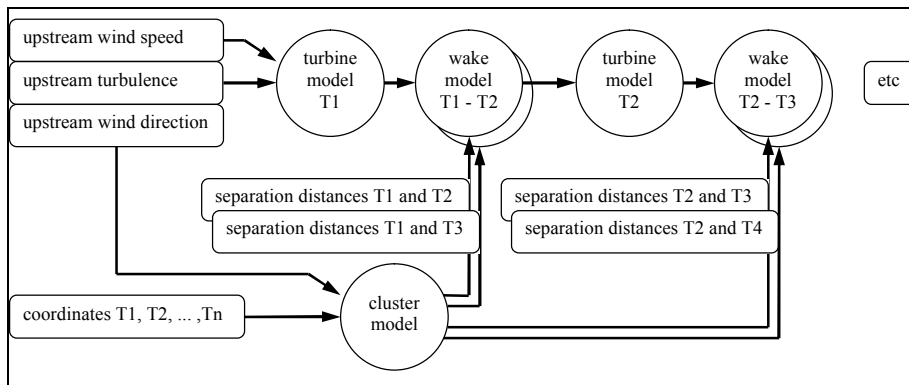 upstream wind speed
upstream turbulence
upstream wind direction
turbine
model
T1
wake
model
T1 - T2
turbine
model
T2
wake
model
T2 - T3
etc
separation distances T1 and T2
separation distances T1 and T3
separation distances T2 and T3
separation distances T2 and T4
coordinates T1, T2, ... ,Tn
cluster
model